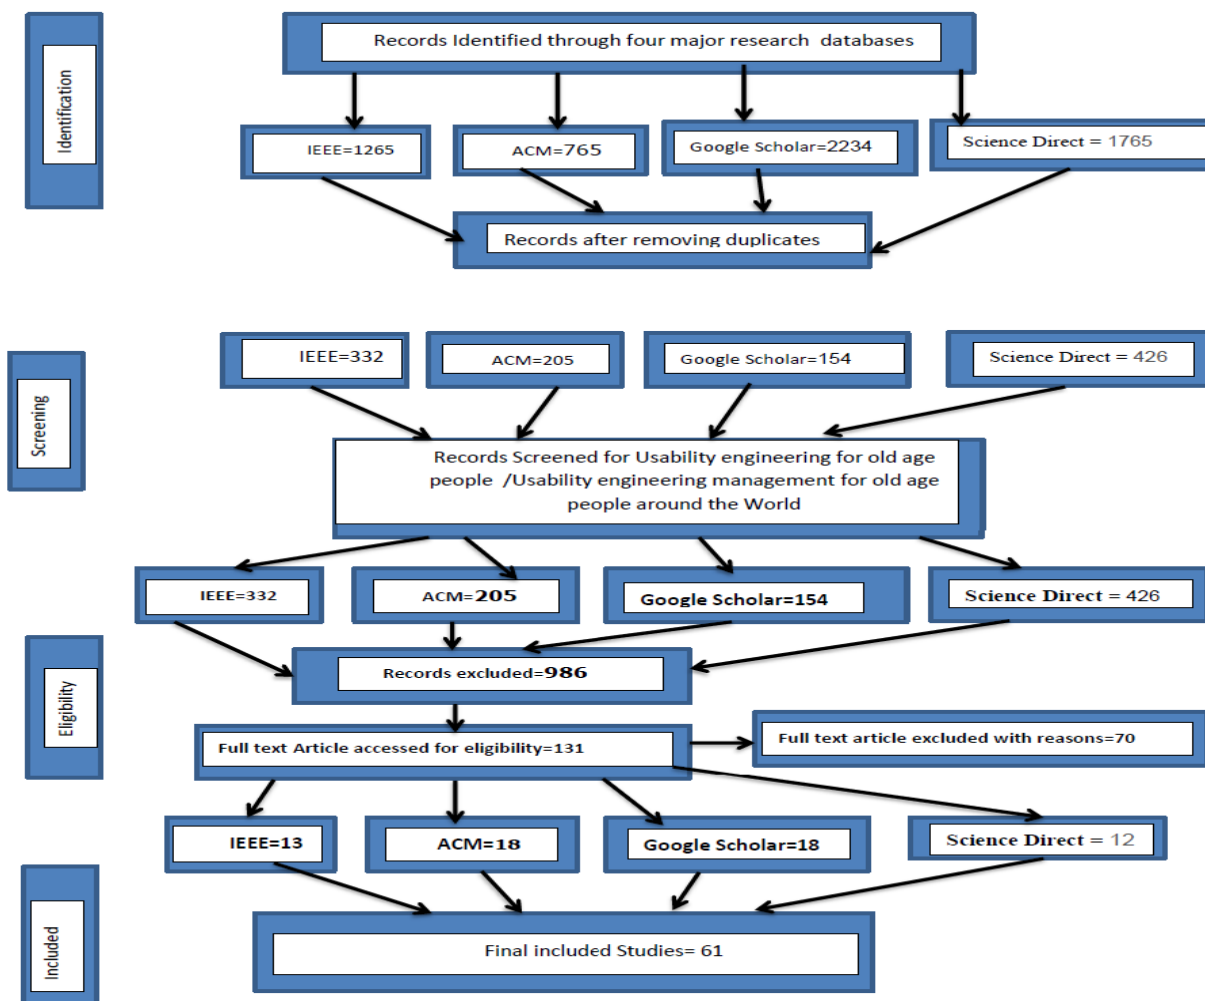 Identification
Records Identified through four major research databases
IEEE=1265
ACM=765
Google Scholar=2234
Science Direct = 1765
Records after removing duplicates
Screening
IEEE=332
ACM=205
Google Scholar=154
Science Direct = 426
Records Screened for Usability engineering for old age
people /Usability engineering management for old age
people around the World
IEEE=332
ACM=205
Google Scholar=154
Science Direct = 426
Eligibility
Records excluded=986
Full text Article accessed for eligibility=131
Full text article excluded with reasons=70
IEEE=13
ACM=18
Google Scholar=18
Science Direct = 12
Included
Final included Studies= 61